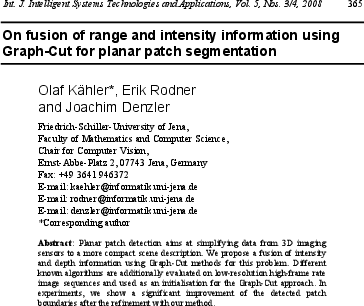 Int. J. Intelligent Systems Technologies and Applications, Vol. 5, Nos. 3/4, 2008 365
On fusion of range and intensity information using
Graph-Cut for planar patch segmentation
Olaf Kähler*, Erik Rodner
and Joachim Denzler
Friedrich-Schiller-University of Jena,
Faculty of Mathematics and Computer Science,
Chair for Computer Vision,
Ernst-Abbe-Platz 2, 07743 Jena, Germany
Fax: +49 3641 946372
E-mail: kaehler@informatik.uni-jena.de
E-mail: rodner@informatik.uni-jena.de
E-mail: denzler@informatik.uni-jena.de
*Corresponding author
Abstract: Planar patch detection aims at simplifying data from 3D imaging
sensors to a more compact scene description. We propose a fusion of intensity
and depth information using Graph-Cut methods for this problem. Different
known algorithms are additionally evaluated on low-resolution high-frame rate
image sequences and used as an initialisation for the Graph-Cut approach. In
experiments, we show a significant improvement of the detected patch
boundaries after the refinement with our method.